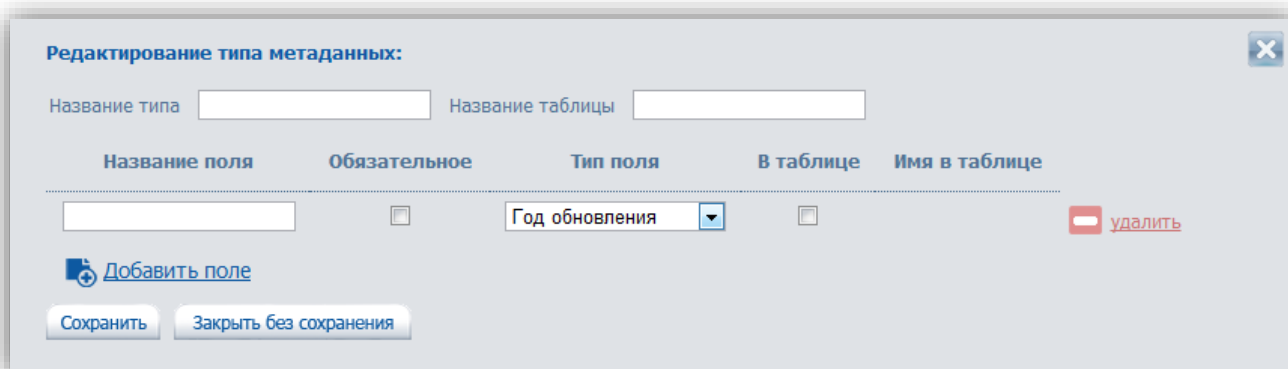 Редактирование типа метаданных:
Название типа Название таблицы
Название поля Обязательное Тип поля В таблице Имя в таблице
Год обновления удалить
Добавить поле
Сохранить Закрыть без сохранения